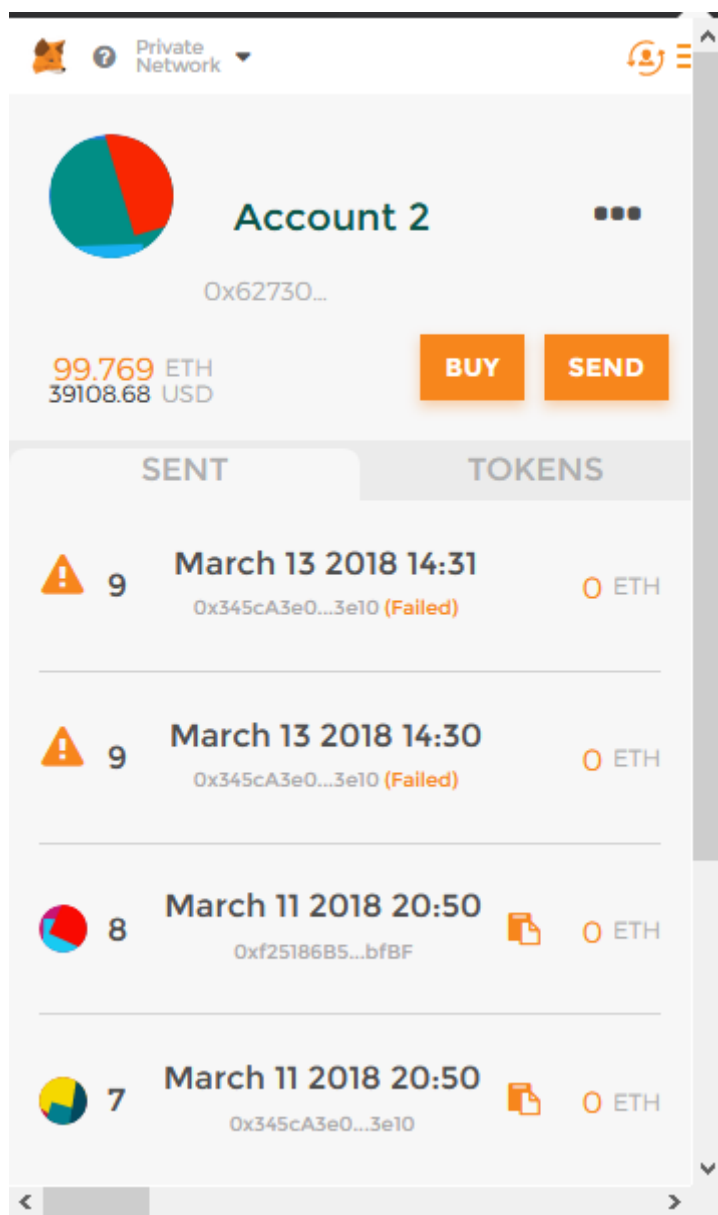 Private
Network
Account 2
0x62730...
99.769 ETH
39108.68 USD
BUY
SEND
SENT
TOKENS
9
March 13 2018 14:31
0x345cA3e0...3e10 (Failed)
0 ETH
9
March 13 2018 14:30
0x345cA3e0...3e10 (Failed)
0 ETH
8
March 11 2018 20:50
0xf25186B5...bfBF
0 ETH
7
March 11 2018 20:50
0x345cA3e0...3e10
0 ETH